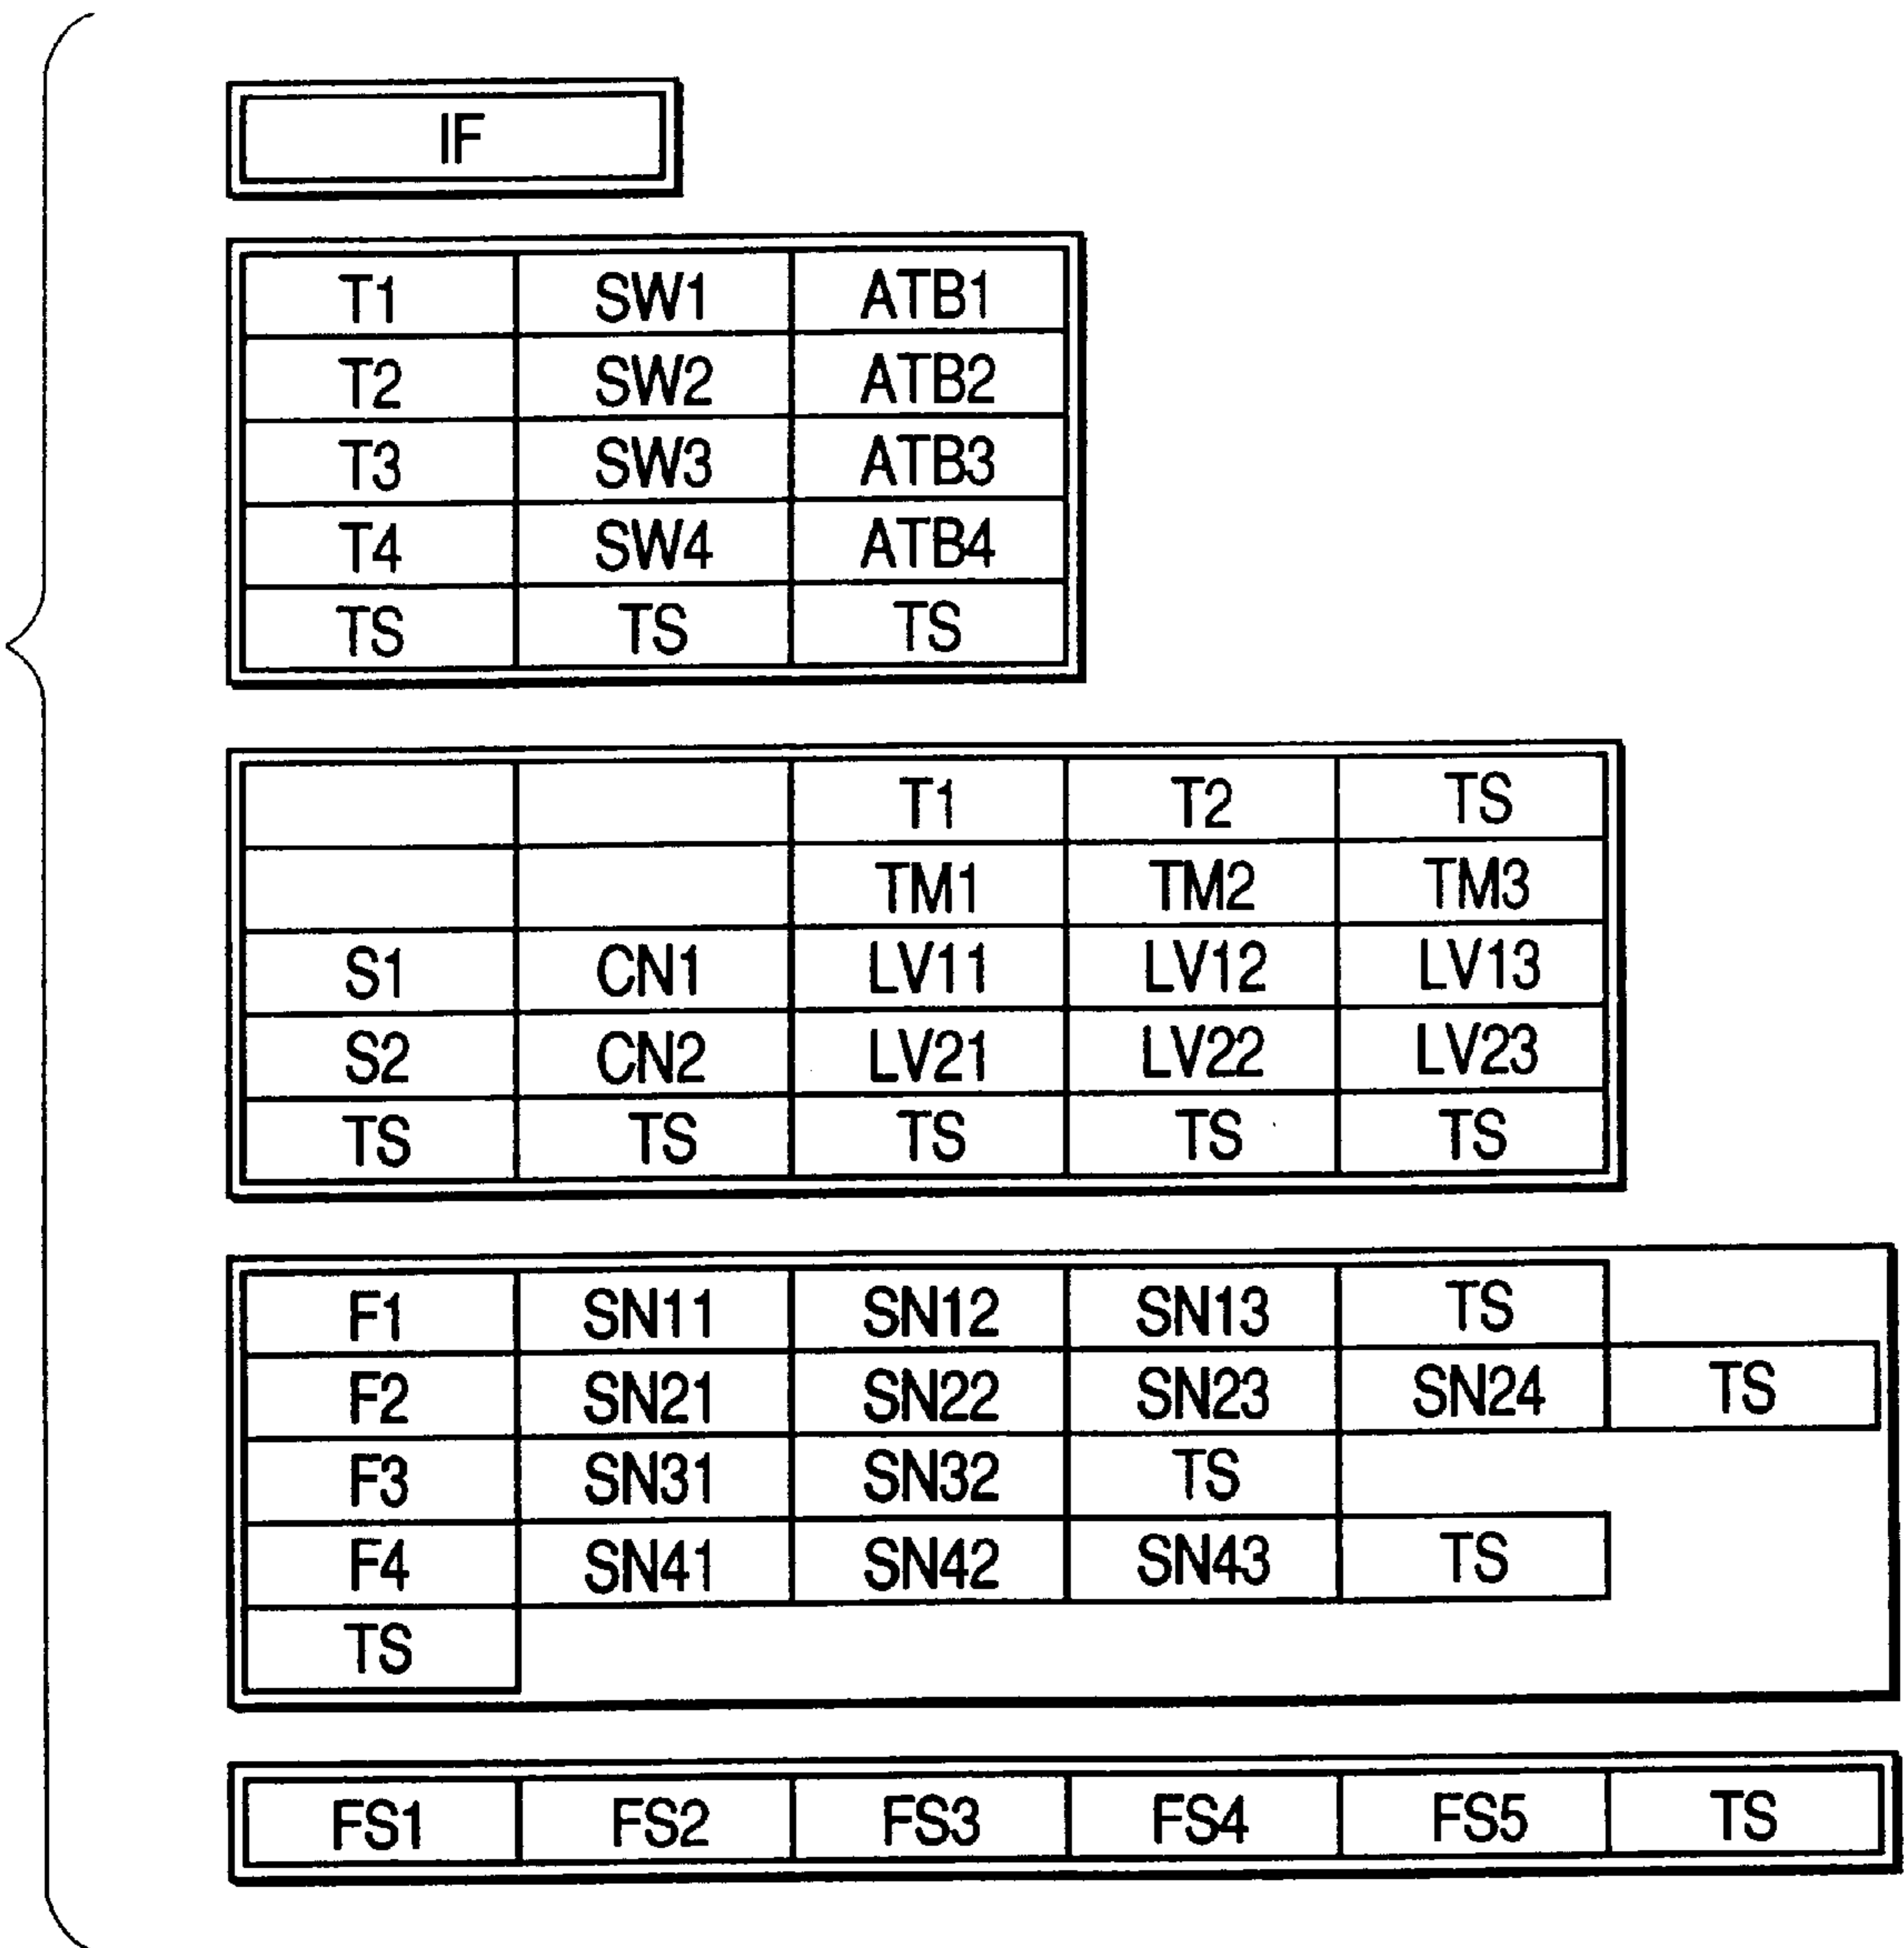 IF
T1 SW1 ATB1
T2 SW2 ATB2
T3 SW3 ATB3
T4 SW4 ATB4
TS TS TS
T1 T2 TS
TM1 TM2 TM3
S1 CN1 LV11 LV12 LV13
S2 CN2 LV21 LV22 LV23
TS TS TS TS TS
F1 SN11 SN12 SN13 TS
F2 SN21 SN22 SN23 SN24 TS
F3 SN31 SN32 TS
F4 SN41 SN42 SN43 TS
TS
FS1 FS2 FS3 FS4 FS5 TS